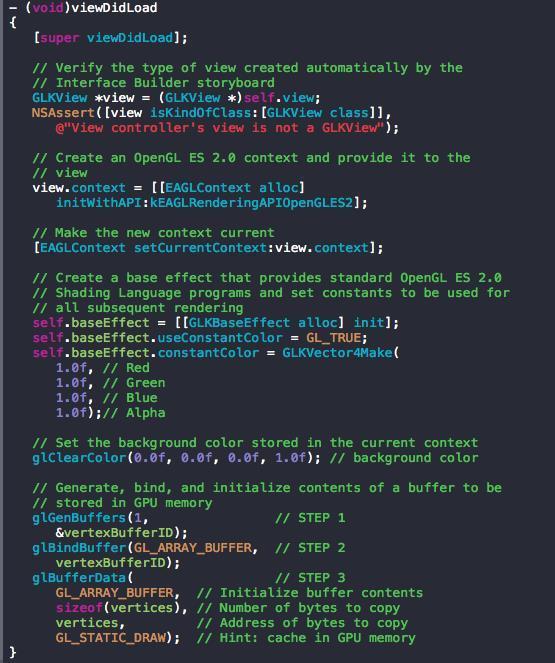 - (void)viewDidLoad
{
   [super viewDidLoad];

   // Verify the type of view created automatically by the
   // Interface Builder storyboard
   GLKView *view = (GLKView *)self.view;
   NSAssert([view isKindOfClass:[GLKView class]],
      @"View controller's view is not a GLKView");

   // Create an OpenGL ES 2.0 context and provide it to the
   // view
   view.context = [[EAGLContext alloc]
      initWithAPI:kEAGLRenderingAPIOpenGLES2];

   // Make the new context current
   [EAGLContext setCurrentContext:view.context];

   // Create a base effect that provides standard OpenGL ES 2.0
   // Shading Language programs and set constants to be used for
   // all subsequent rendering
   self.baseEffect = [[GLKBaseEffect alloc] init];
   self.baseEffect.useConstantColor = GL_TRUE;
   self.baseEffect.constantColor = GLKVector4Make(
      1.0f, // Red
      1.0f, // Green
      1.0f, // Blue
      1.0f);// Alpha

   // Set the background color stored in the current context
   glClearColor(0.0f, 0.0f, 0.0f, 1.0f); // background color

   // Generate, bind, and initialize contents of a buffer to be
   // stored in GPU memory
   glGenBuffers(1,                // STEP 1
      &vertexBufferID);
   glBindBuffer(GL_ARRAY_BUFFER,  // STEP 2
      vertexBufferID);
   glBufferData(                  // STEP 3
      GL_ARRAY_BUFFER,  // Initialize buffer contents
      sizeof(vertices), // Number of bytes to copy
      vertices,         // Address of bytes to copy
      GL_STATIC_DRAW);  // Hint: cache in GPU memory
}